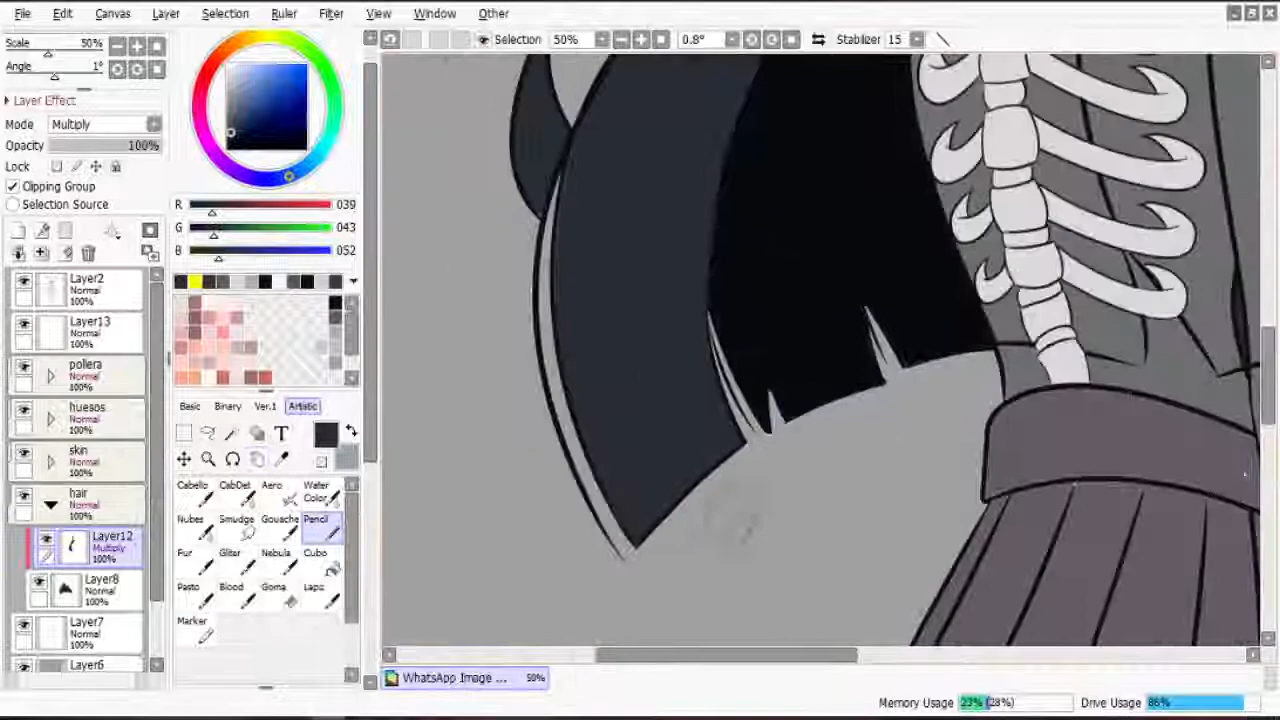 File Edit Canvas Layer Selection Ruler Filter View Window Other
Scale 50%
Angle 1°
Selection 50% 0.8° Stabilizer 15
Layer Effect
Mode Multiply
Opacity 100%
Lock
Clipping Group
Selection Source
R 039
G 043
B 052
Layer2
Normal
100%
Layer13
Normal
100%
pollera
Normal
100%
huesos
Normal
100%
skin
Normal
100%
hair
Normal
100%
Layer12
Multiply
100%
Layer8
Normal
100%
Layer7
Normal
100%
Layer6
Basic Binary Ver.1 Artistic
T
Cabello CabDet Aero Water Color
Nubes Smudge Gouache Pencil
Fur Gliter Nebula Cubo
Pasto Blood Goma Lapiz
Marker
WhatsApp Image ... 50%
Memory Usage 23% (28%) Drive Usage 86%